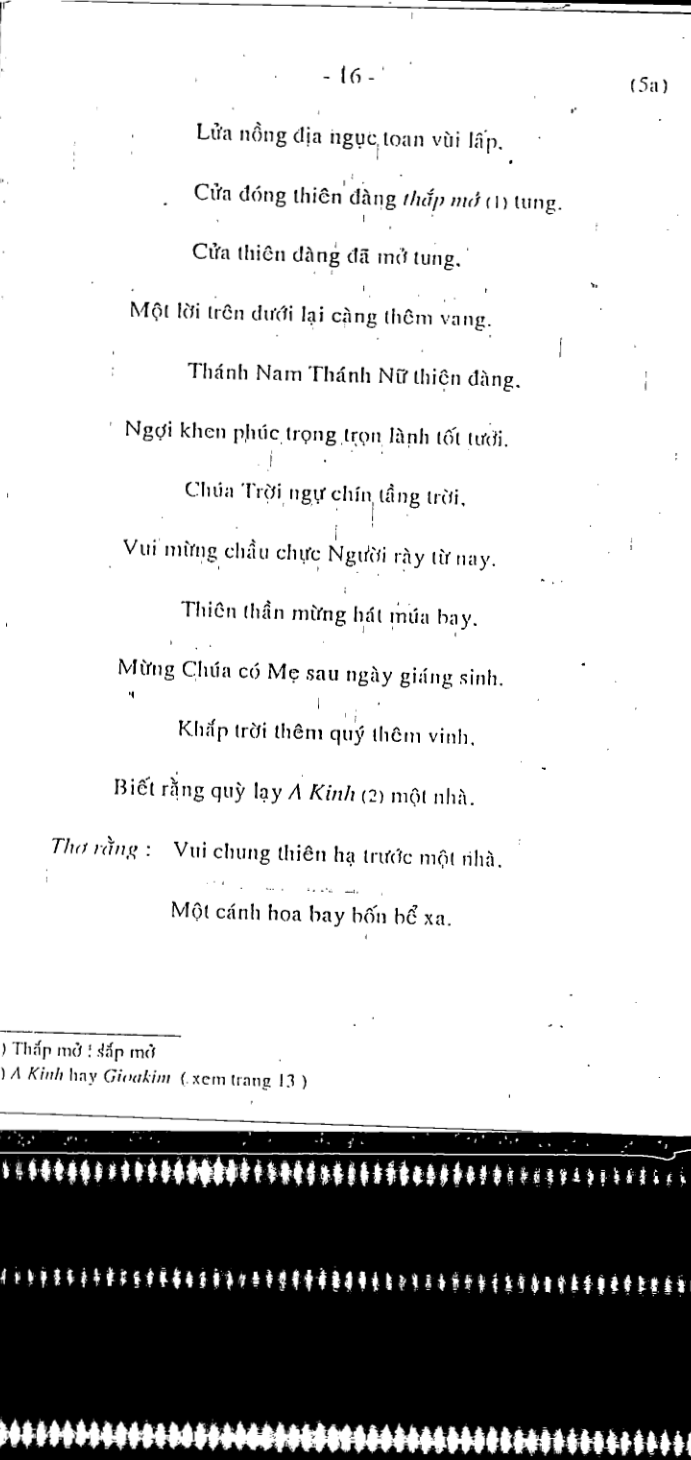 - 16 -
(5a)
Lửa nồng địa ngục toan vùi lấp.
Cửa đóng thiên đàng thắp mở (1) tung.
Cửa thiên đàng đã mở tung.
Một lời trên dưới lại càng thêm vang.
Thánh Nam Thánh Nữ thiên đàng.
Ngợi khen phúc trọng trọn lành tốt tươi.
Chúa Trời ngự chín tầng trời.
Vui mừng chầu chực Người rày từ nay.
Thiên thần mừng hát múa bay.
Mừng Chúa có Mẹ sau ngày giáng sinh.
Khắp trời thêm quý thêm vinh.
Biết rằng quỳ lạy A Kinh (2) một nhà.
Thơ rằng : Vui chung thiên hạ trước một nhà.
Một cánh hoa bay bốn bể xa.
) Thắp mở : sắp mở
) A Kinh hay Gioakim ( xem trang 13 )